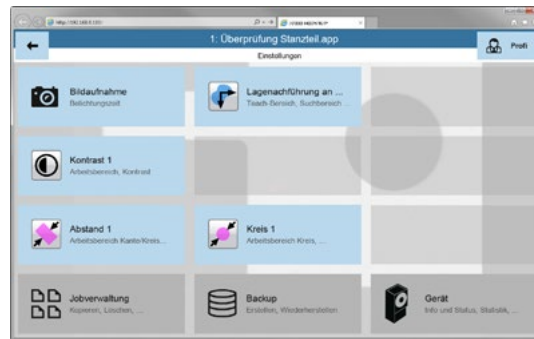 1: Überprüfung Stanzteil.app
Einstellungen
Profi
Bildaufnahme
Belichtungszeit
Lagenachführung an ...
Teach-Bereich, Suchbereich ...
Kontrast 1
Arbeitsbereich, Kontrast
Abstand 1
Arbeitsbereich Kante/Kreis...
Kreis 1
Arbeitsbereich Kreis, ...
Jobverwaltung
Kopieren, Löschen, ...
Backup
Erstellen, Wiederherstellen
Gerät
Info und Status, Statistik, ...